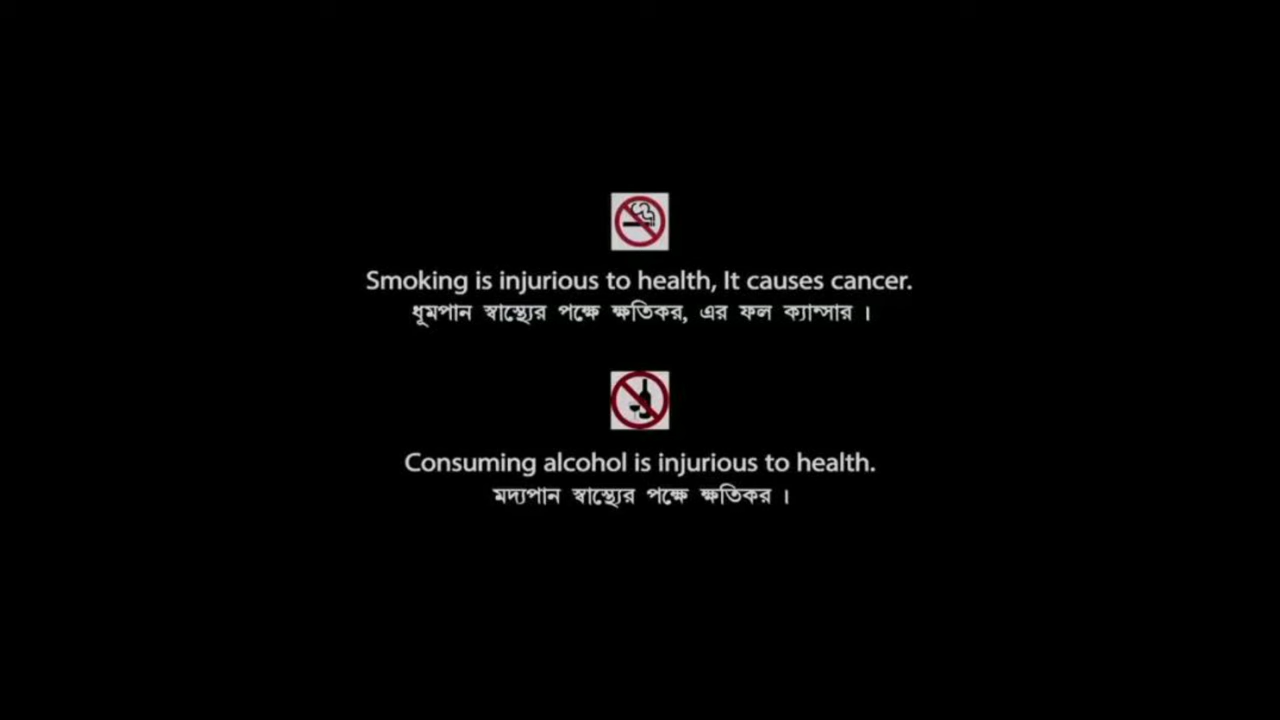 Smoking is injurious to health, It causes cancer.
ধূমপান স্বাস্থ্যের পক্ষে ক্ষতিকর, এর ফল ক্যান্সার ।
Consuming alcohol is injurious to health.
মদ্যপান স্বাস্থ্যের পক্ষে ক্ষতিকর ।